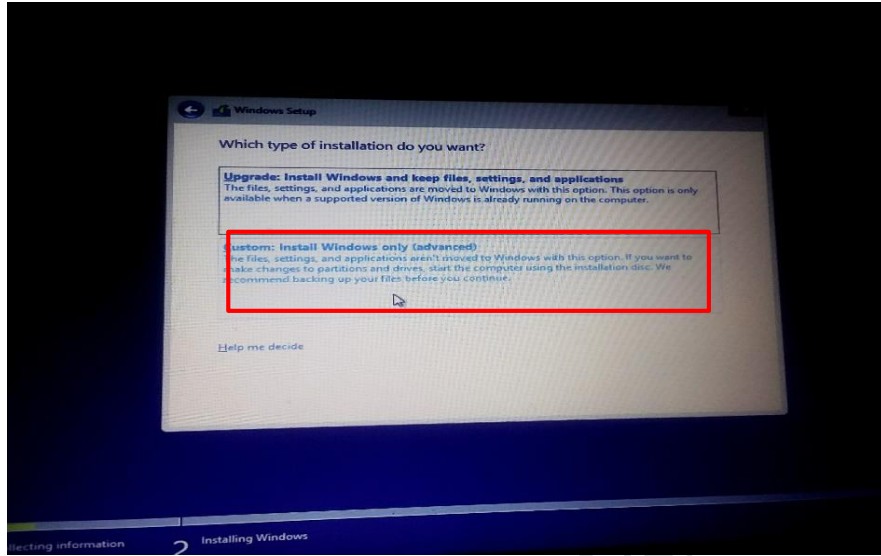 Windows Setup
Which type of installation do you want?
Upgrade: Install Windows and keep files, settings, and applications
The files, settings, and applications are moved to Windows with this option. This option is only
available when a supported version of Windows is already running on the computer.
Custom: Install Windows only (advanced)
The files, settings, and applications aren't moved to Windows with this option. If you want to
make changes to partitions and drives, start the computer using the installation disc. We
recommend backing up your files before you continue.
Help me decide
llecting information
2 Installing Windows